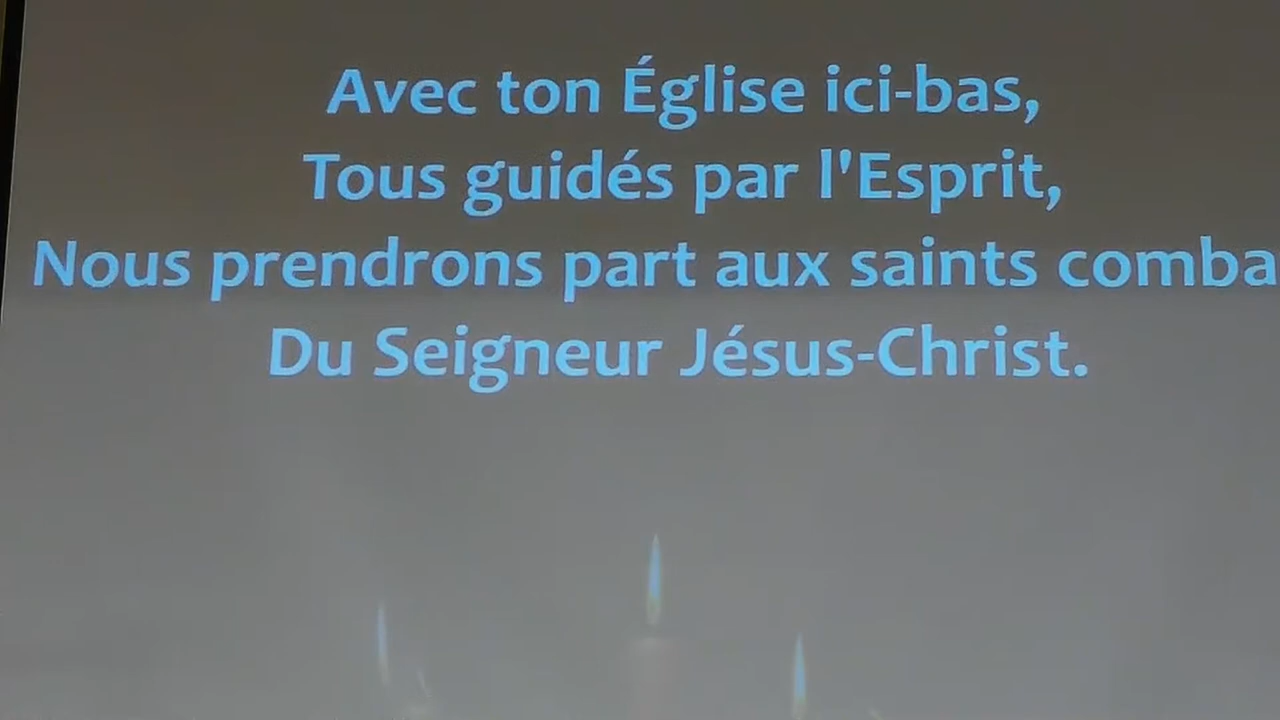 Avec ton Église ici-bas,
Tous guidés par l'Esprit,
Nous prendrons part aux saints comba
Du Seigneur Jésus-Christ.